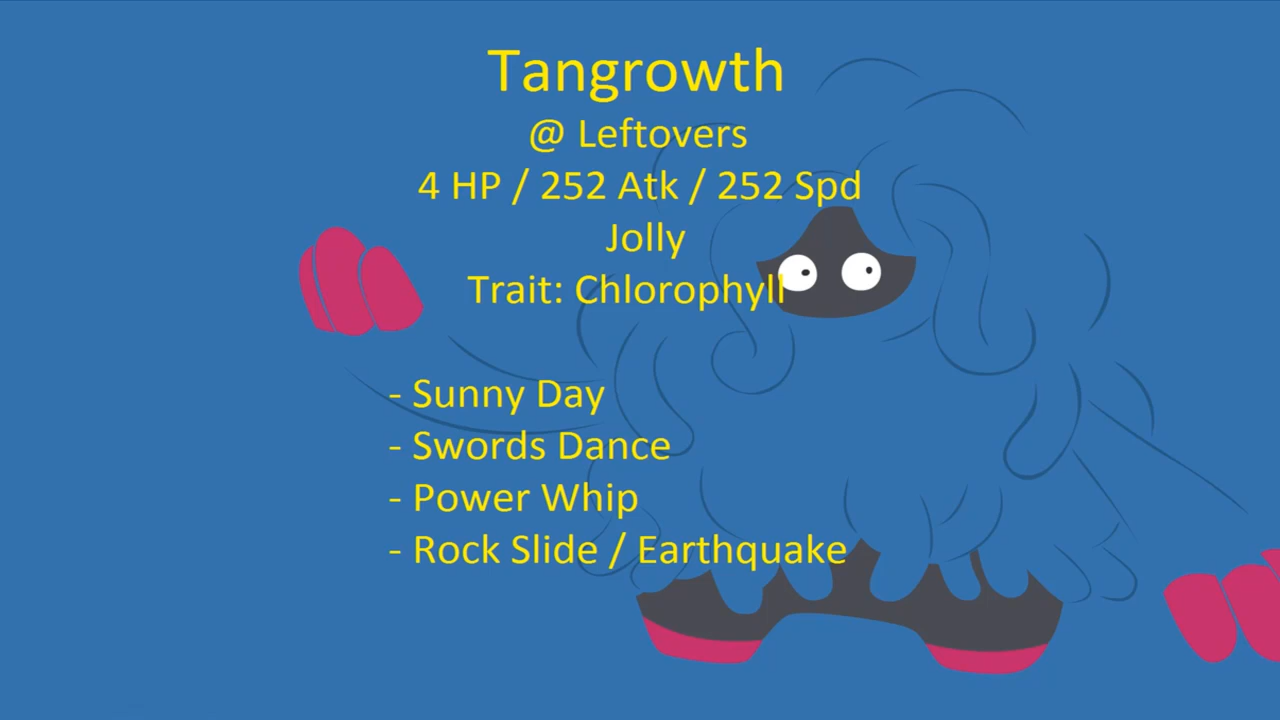 Tangrowth
@ Leftovers
4 HP / 252 Atk / 252 Spd
Jolly
Trait: Chlorophyll
- Sunny Day
- Swords Dance
- Power Whip
- Rock Slide / Earthquake